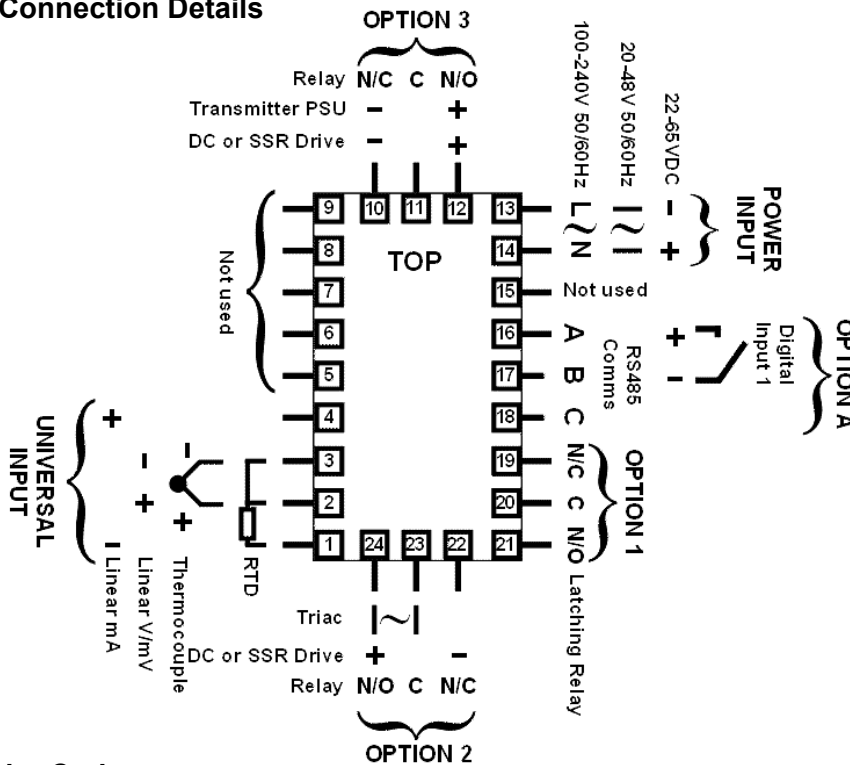 Connection Details
OPTION 3
Relay N/C C N/O
Transmitter PSU - +
DC or SSR Drive - +
100-240V 50/60Hz
20-48V 50/60Hz
22-65VDC
L ~ N
~
- +
POWER
INPUT
9 10 11 12 13
8 TOP 14
7 15 Not used
6 16 A
5 17 B
4 18 C
3 19 N/C
2 20 C
1 24 23 22 21 N/O
Not used
RS485
Comms
+
-
Digital
Input 1
OPTION A
OPTION 1
Latching Relay
UNIVERSAL
INPUT
+ - Linear mA
- + Linear V/mV
- + Thermocouple
RTD
Triac ~
DC or SSR Drive + -
Relay N/O C N/C
OPTION 2